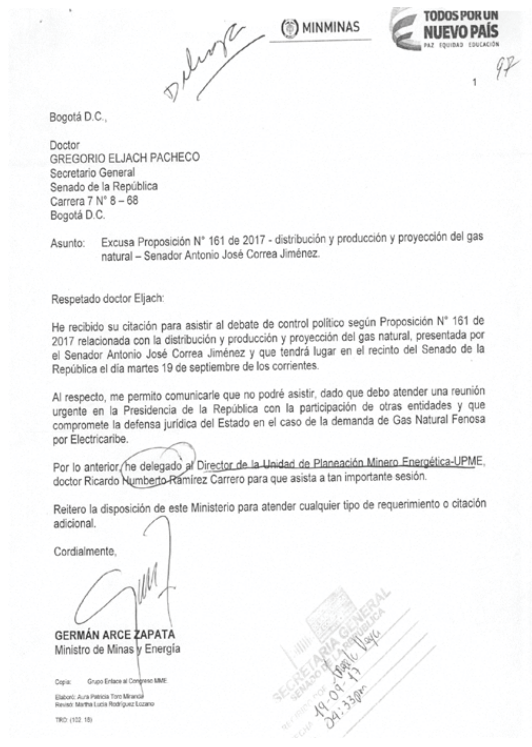 MINMINAS
TODOS POR UN
NUEVO PAÍS
PAZ EQUIDAD EDUCACIÓN
1
97
Bogotá D.C.,
Doctor
GREGORIO ELJACH PACHECO
Secretario General
Senado de la República
Carrera 7 N° 8 – 68
Bogotá D.C.
Asunto: Excusa Proposición N° 161 de 2017 - distribución y producción y proyección del gas
natural – Senador Antonio José Correa Jiménez.
Respetado doctor Eljach:
He recibido su citación para asistir al debate de control político según Proposición N° 161 de
2017 relacionada con la distribución y producción y proyección del gas natural, presentada por
el Senador Antonio José Correa Jiménez y que tendrá lugar en el recinto del Senado de la
República el día martes 19 de septiembre de los corrientes.
Al respecto, me permito comunicarle que no podré asistir, dado que debo atender una reunión
urgente en la Presidencia de la República con la participación de otras entidades y que
compromete la defensa jurídica del Estado en el caso de la demanda de Gas Natural Fenosa
por Electricaribe.
Por lo anterior, he delegado al Director de la Unidad de Planeación Minero Energética-UPME,
doctor Ricardo Humberto Ramírez Carrero para que asista a tan importante sesión.
Reitero la disposición de este Ministerio para atender cualquier tipo de requerimiento o citación
adicional.
Cordialmente,
GERMÁN ARCE ZAPATA
Ministro de Minas y Energía
Copia: Grupo Enlace al Congreso MME
Elaboró: Aura Patricia Toro Miranda
Revisó: Martha Lucía Rodríguez Lozano
TRD (102. 18)
SECRETARIA GENERAL
SENADO DE LA REPÚBLICA
19-09-17
04:33pm